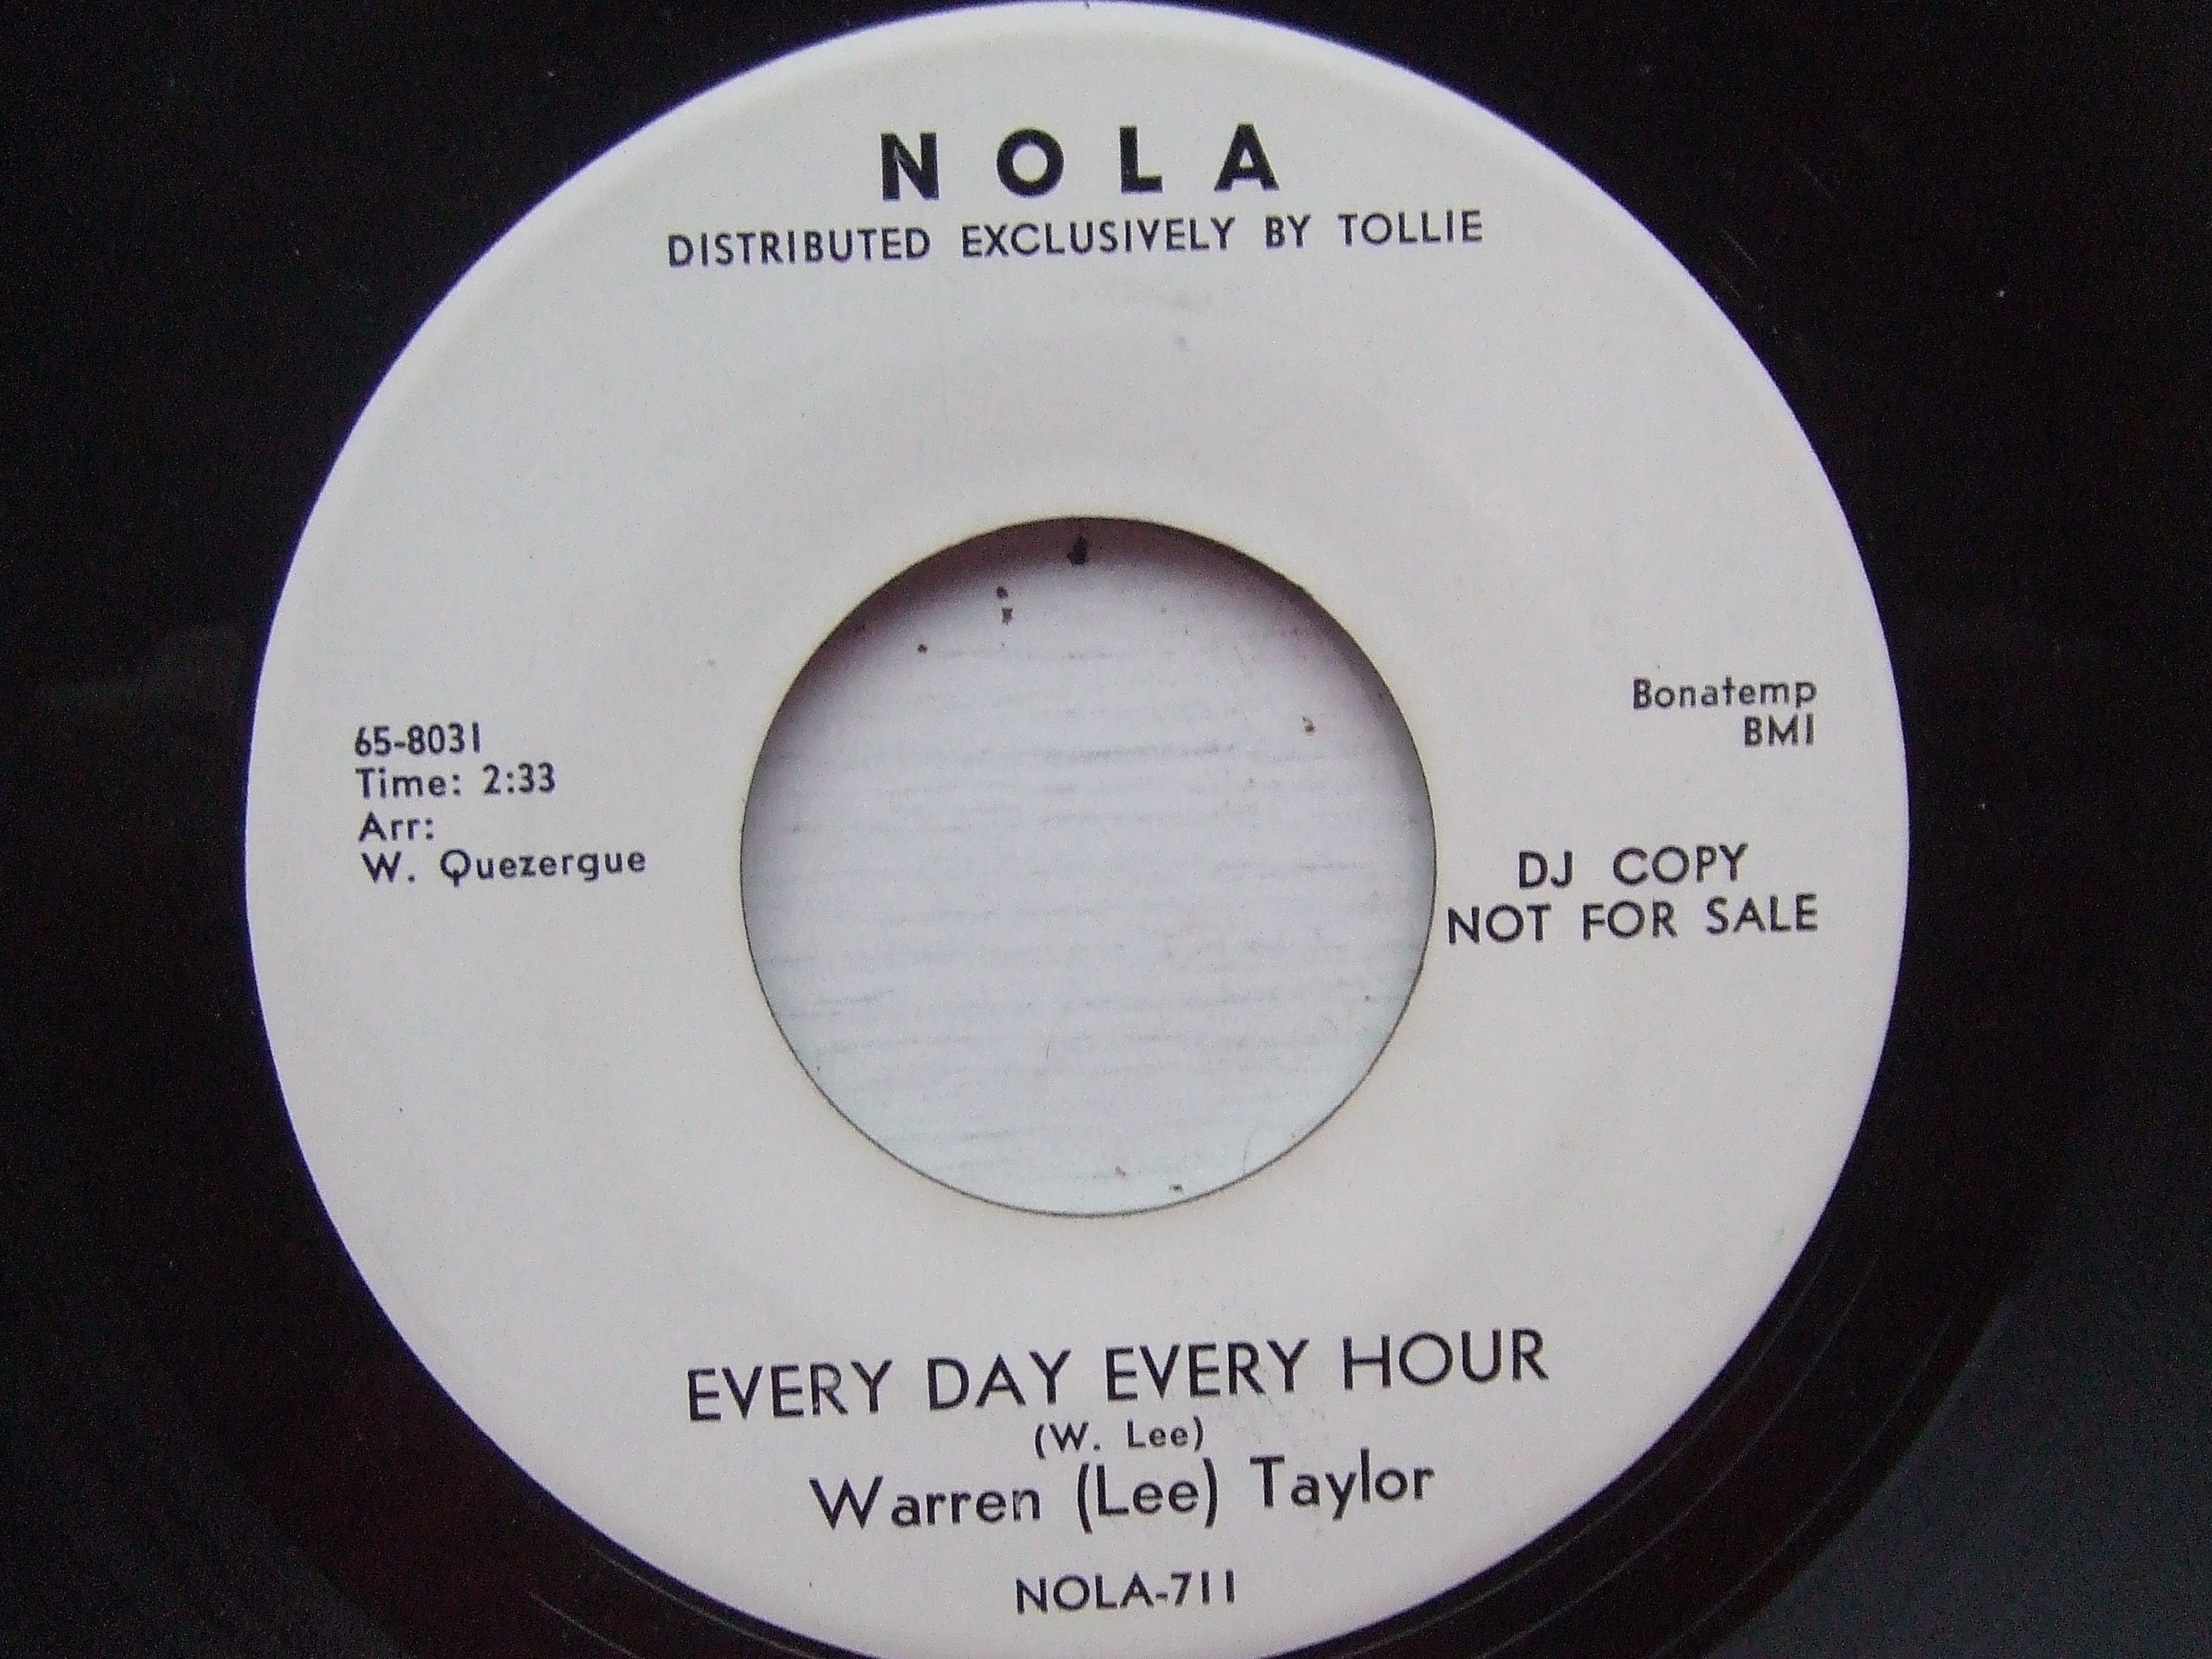 NOLA
DISTRIBUTED EXCLUSIVELY BY TOLLIE
65-8031
Time: 2:33
Arr:
W. Quezergue
Bonatemp
BMI
DJ COPY
NOT FOR SALE
EVERY DAY EVERY HOUR
(W. Lee)
Warren (Lee) Taylor
NOLA-711